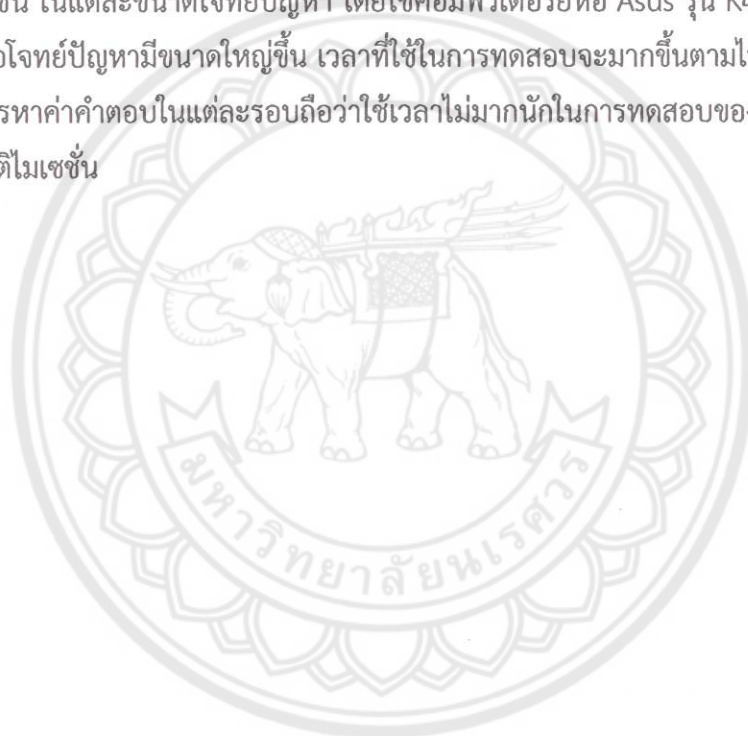 ในแต่ละขนาดโจทย์ปัญหา โดยใช้คอมพิวเตอร์ยี่ห้อ Asus รุ่น K4
โจทย์ปัญหามีขนาดใหญ่ขึ้น เวลาที่ใช้ในการทดสอบจะมากขึ้นตาม
รหาค่าคำตอบในแต่ละรอบถือว่าใช้เวลาไม่มากนักในการทดสอบขอ
ติไมเซชั่น
มหาวิทยาลัยนเรศวร